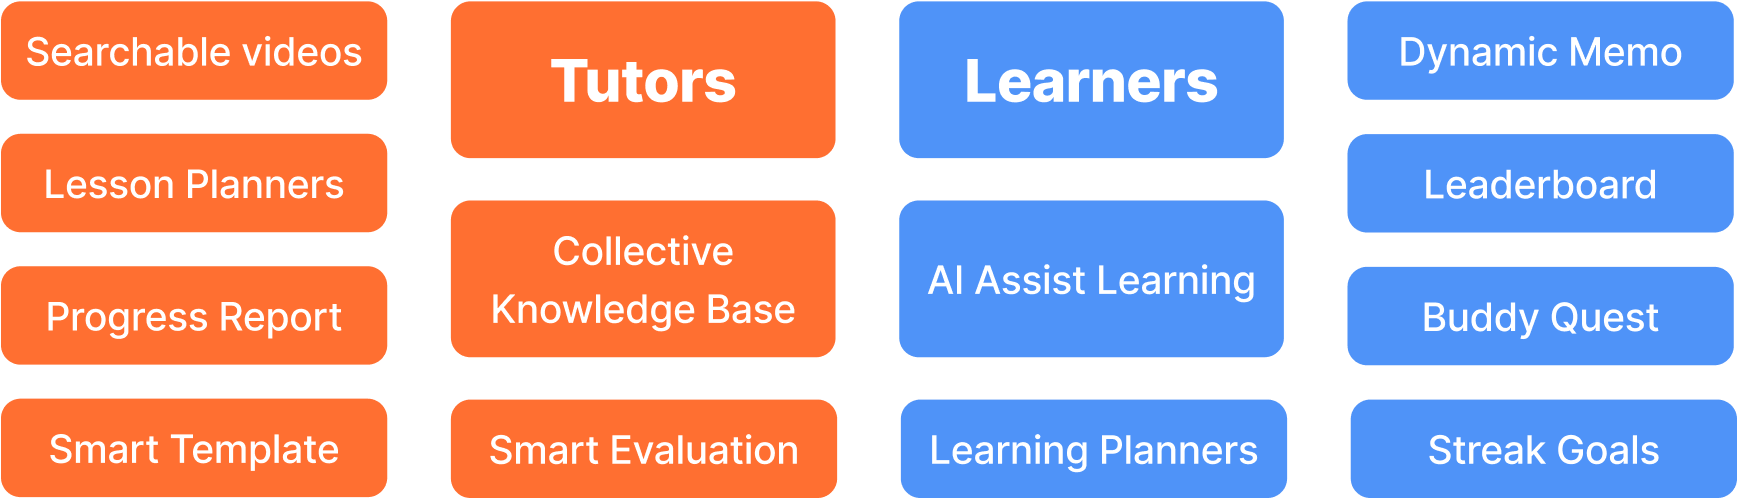 Searchable videos
Lesson Planners
Progress Report
Smart Template
Tutors
Collective
Knowledge Base
Smart Evaluation
Learners
AI Assist Learning
Learning Planners
Dynamic Memo
Leaderboard
Buddy Quest
Streak Goals